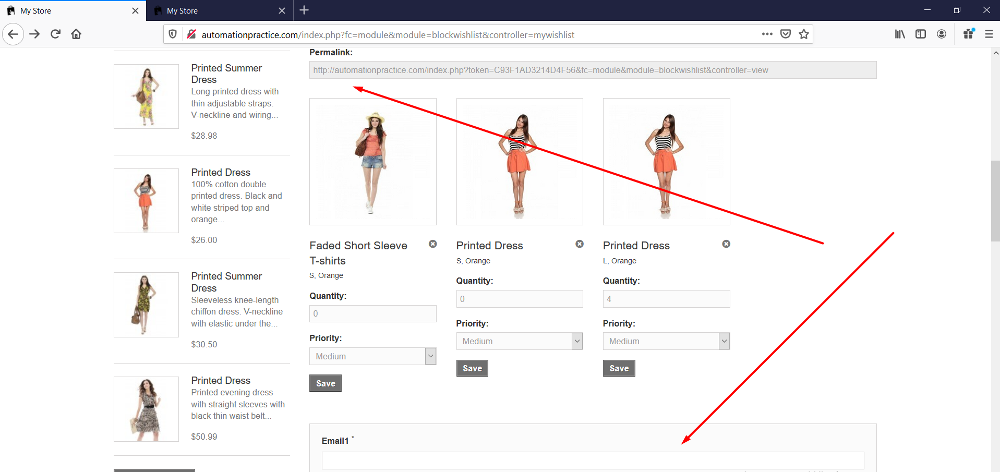 My Store
My Store
automationpractice.com/index.php?fc=module&module=blockwishlist&controller=mywishlist
Printed Summer
Dress
Long printed dress with
thin adjustable straps.
V-neckline and wiring...
$28.98
Printed Dress
100% cotton double
printed dress. Black and
white striped top and
orange...
$26.00
Printed Summer
Dress
Sleeveless knee-length
chiffon dress. V-neckline
with elastic under the...
$30.50
Printed Dress
Printed evening dress
with straight sleeves with
black thin waist belt...
$50.99
Permalink:
http://automationpractice.com/index.php?token=C93F1AD3214D4F56&fc=module&module=blockwishlist&controller=view
Faded Short Sleeve
T-shirts
S, Orange
Quantity:
0
Priority:
Medium
Save
Printed Dress
S, Orange
Quantity:
0
Priority:
Medium
Save
Printed Dress
L, Orange
Quantity:
4
Priority:
Medium
Save
Email1 *